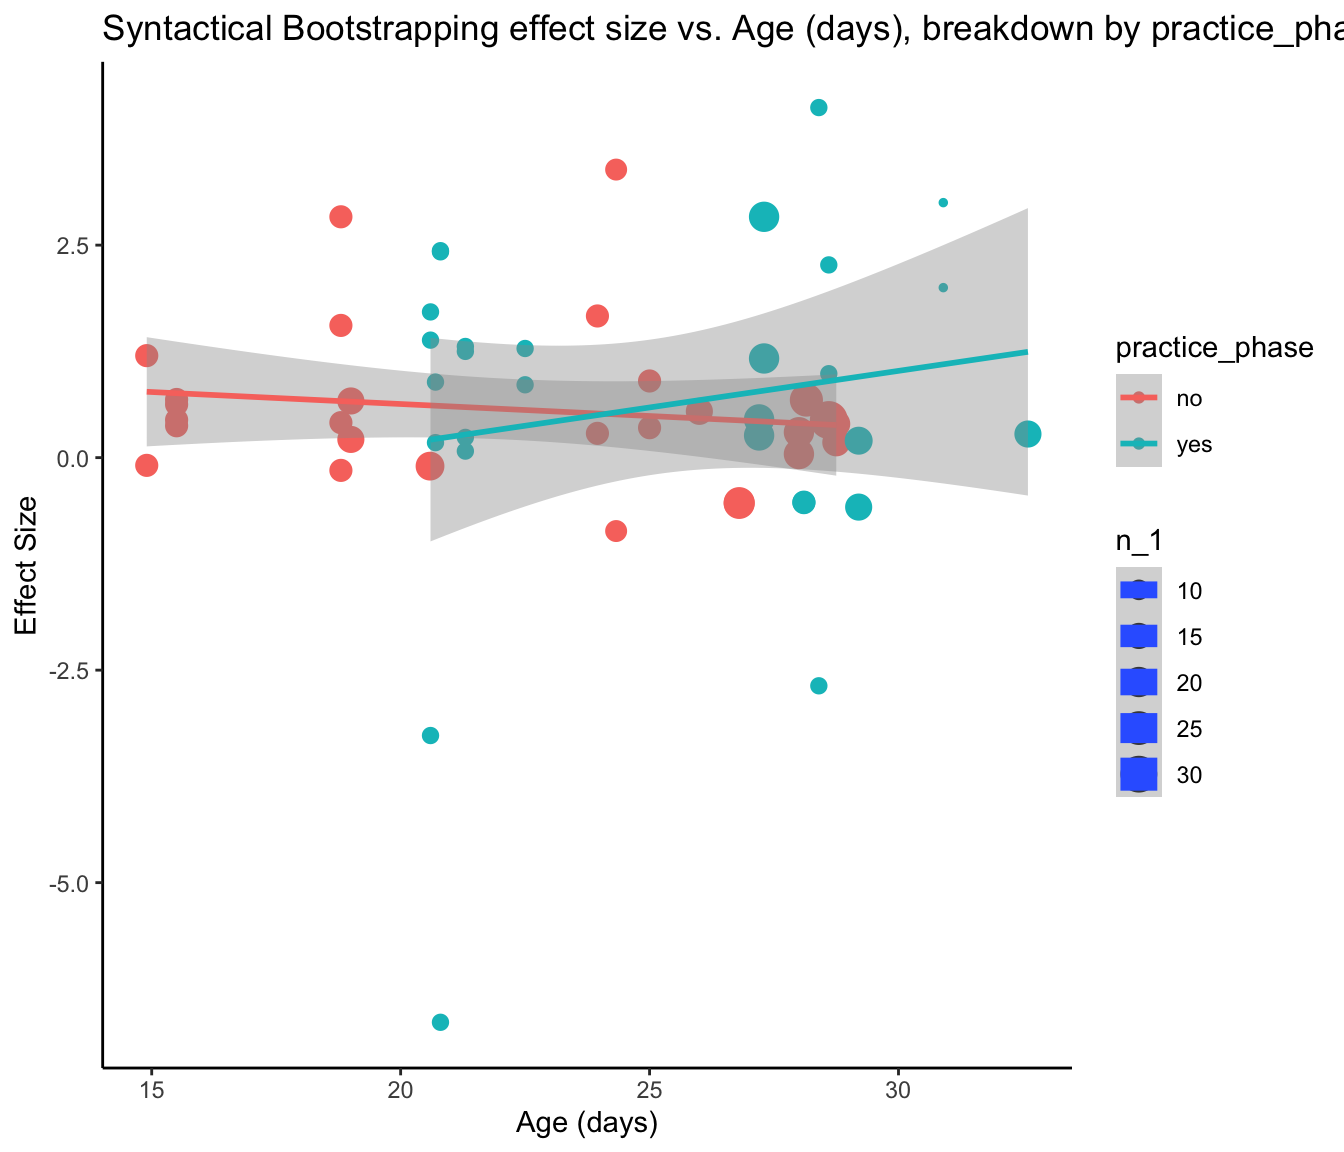 Syntactical Bootstrapping effect size vs. Age (days), breakdown by practice_pha
Effect Size
2.5
0.0
-2.5
-5.0
15
20
25
30
Age (days)
practice_phase
no
yes
n_1
10
15
20
25
30